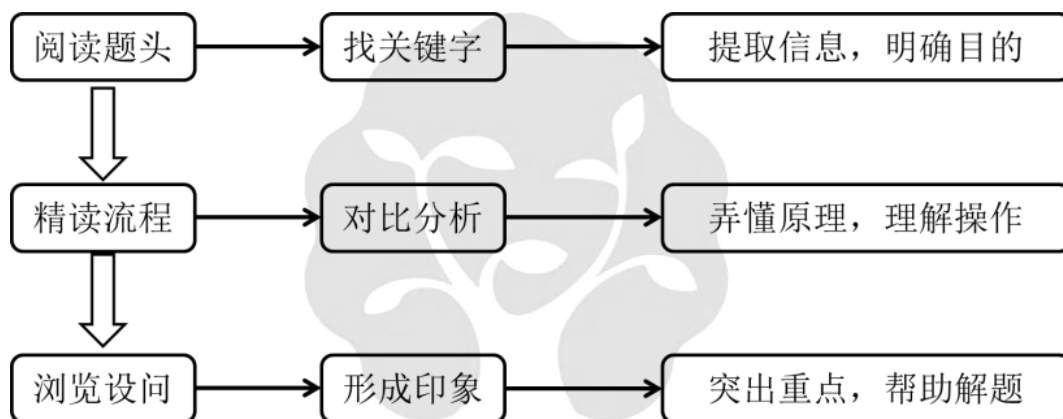 阅读题头
找关键字
提取信息，明确目的
精读流程
对比分析
弄懂原理，理解操作
浏览设问
形成印象
突出重点，帮助解题